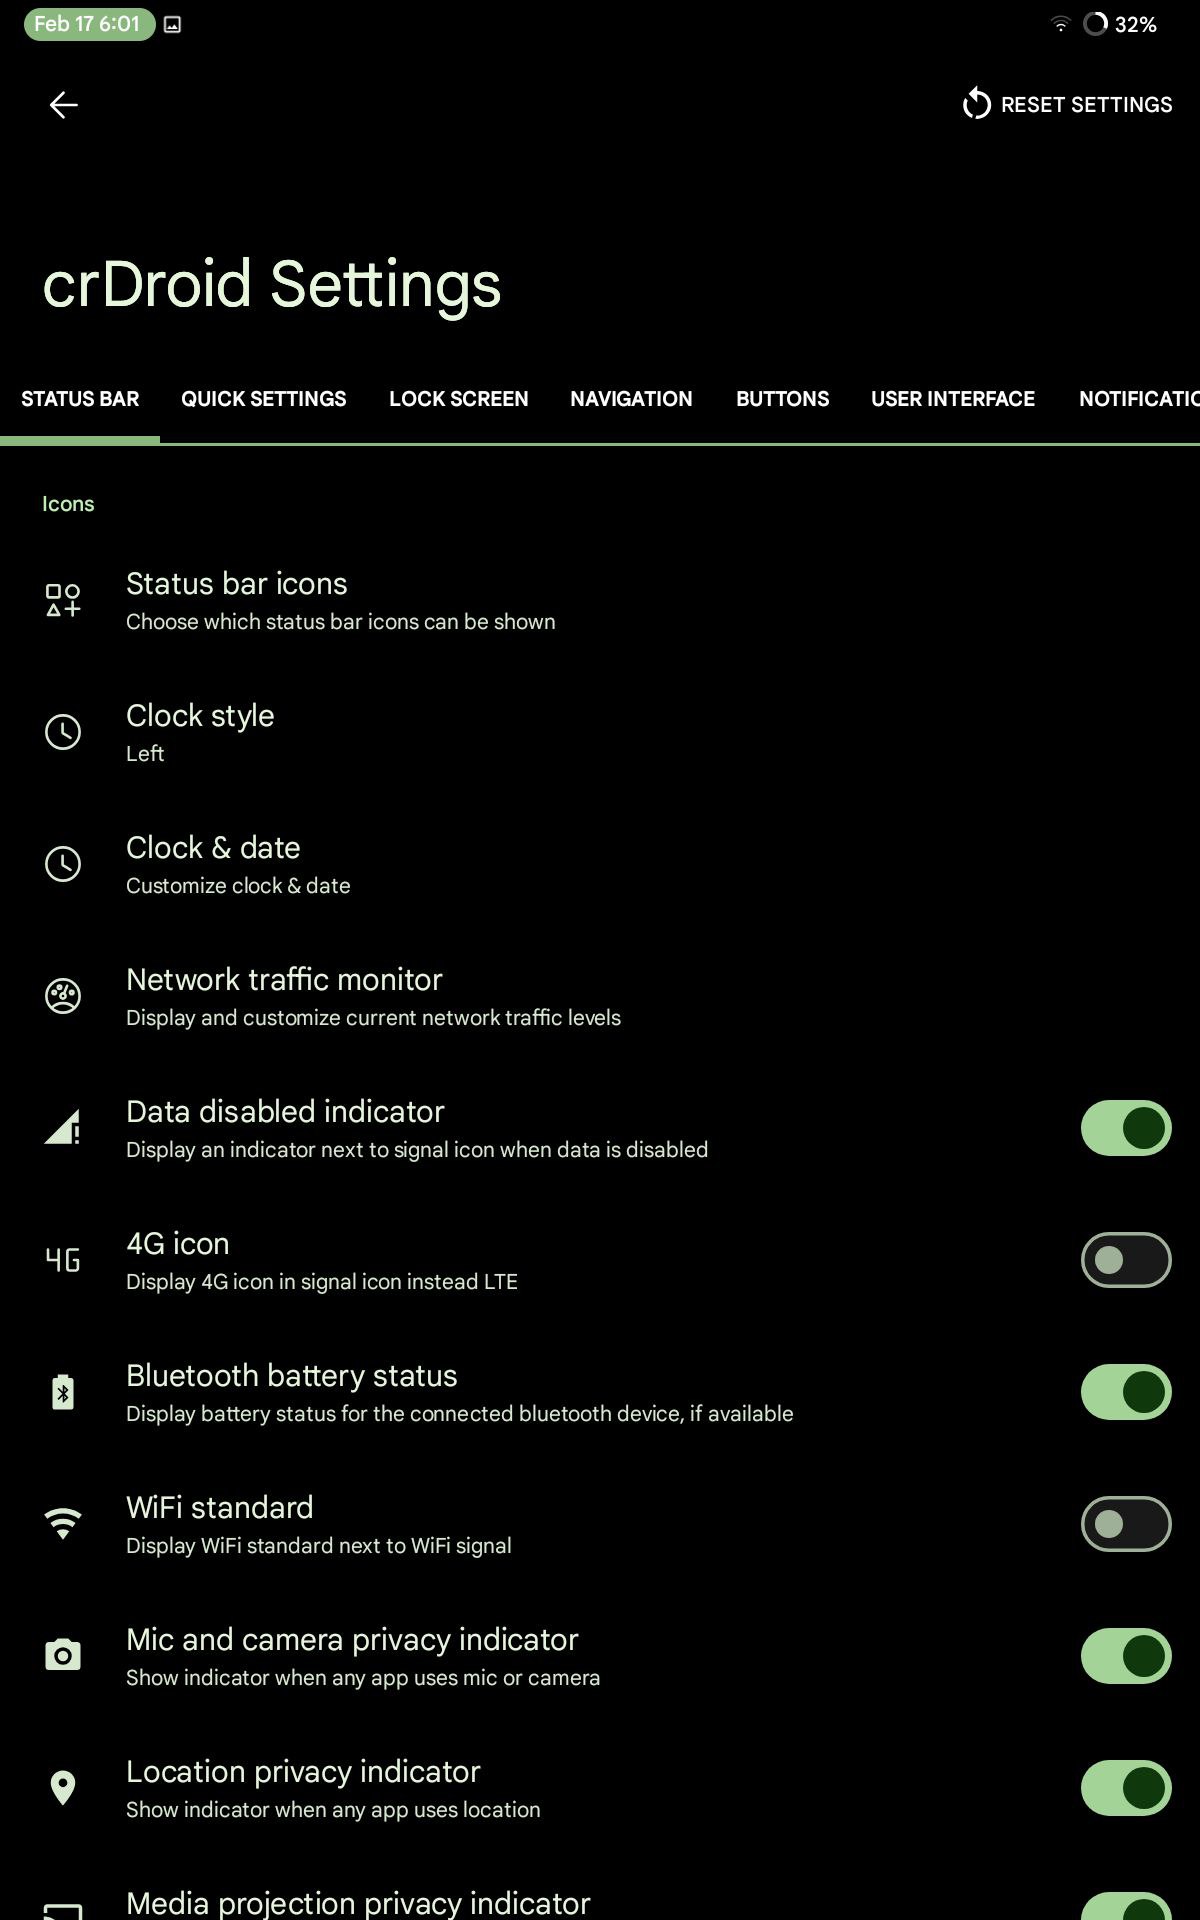 Feb 17 6:01
32%
RESET SETTINGS
crDroid Settings
STATUS BAR QUICK SETTINGS LOCK SCREEN NAVIGATION BUTTONS USER INTERFACE NOTIFICATIO
Icons
Status bar icons
Choose which status bar icons can be shown
Clock style
Left
Clock & date
Customize clock & date
Network traffic monitor
Display and customize current network traffic levels
Data disabled indicator
Display an indicator next to signal icon when data is disabled
4G icon
4G
Display 4G icon in signal icon instead LTE
Bluetooth battery status
Display battery status for the connected bluetooth device, if available
WiFi standard
Display WiFi standard next to WiFi signal
Mic and camera privacy indicator
Show indicator when any app uses mic or camera
Location privacy indicator
Show indicator when any app uses location
Media projection privacy indicator